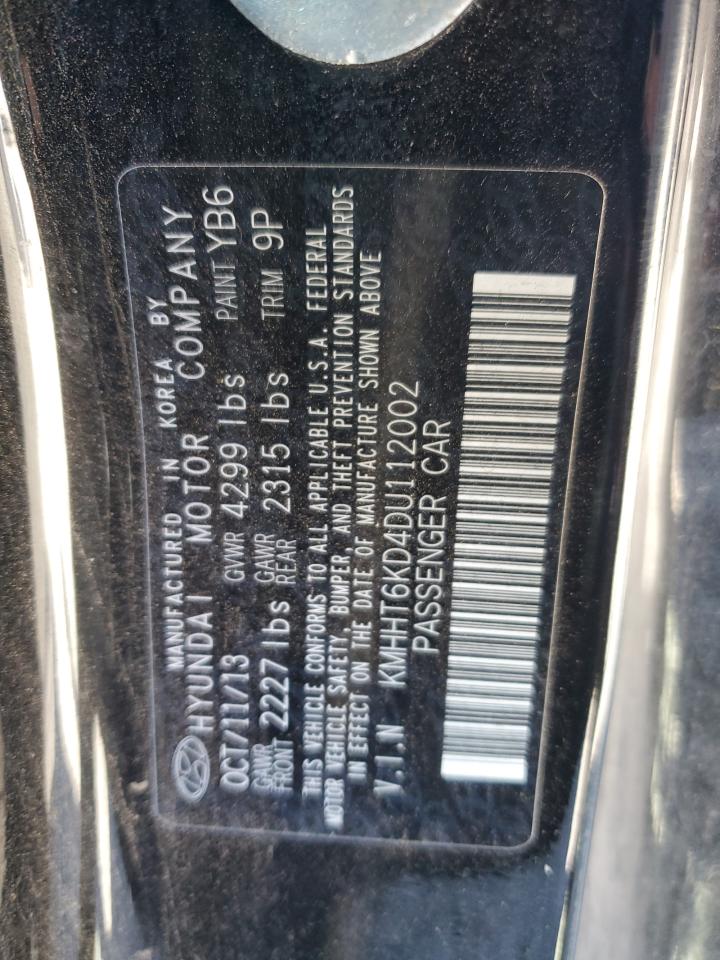 MANUFACTURED IN KOREA BY
HYUNDAI MOTOR COMPANY
OCT/11/13 GVWR 4299 lbs PAINT YB6
GAWR FRONT 2227 lbs GAWR REAR 2315 lbs TRIM 9P
THIS VEHICLE CONFORMS TO ALL APPLICABLE U.S.A. FEDERAL
MOTOR VEHICLE SAFETY, BUMPER, AND THEFT PREVENTION STANDARDS
IN EFFECT ON THE DATE OF MANUFACTURE SHOWN ABOVE
V.I.N KMHHT6KD4DU112002
PASSENGER CAR